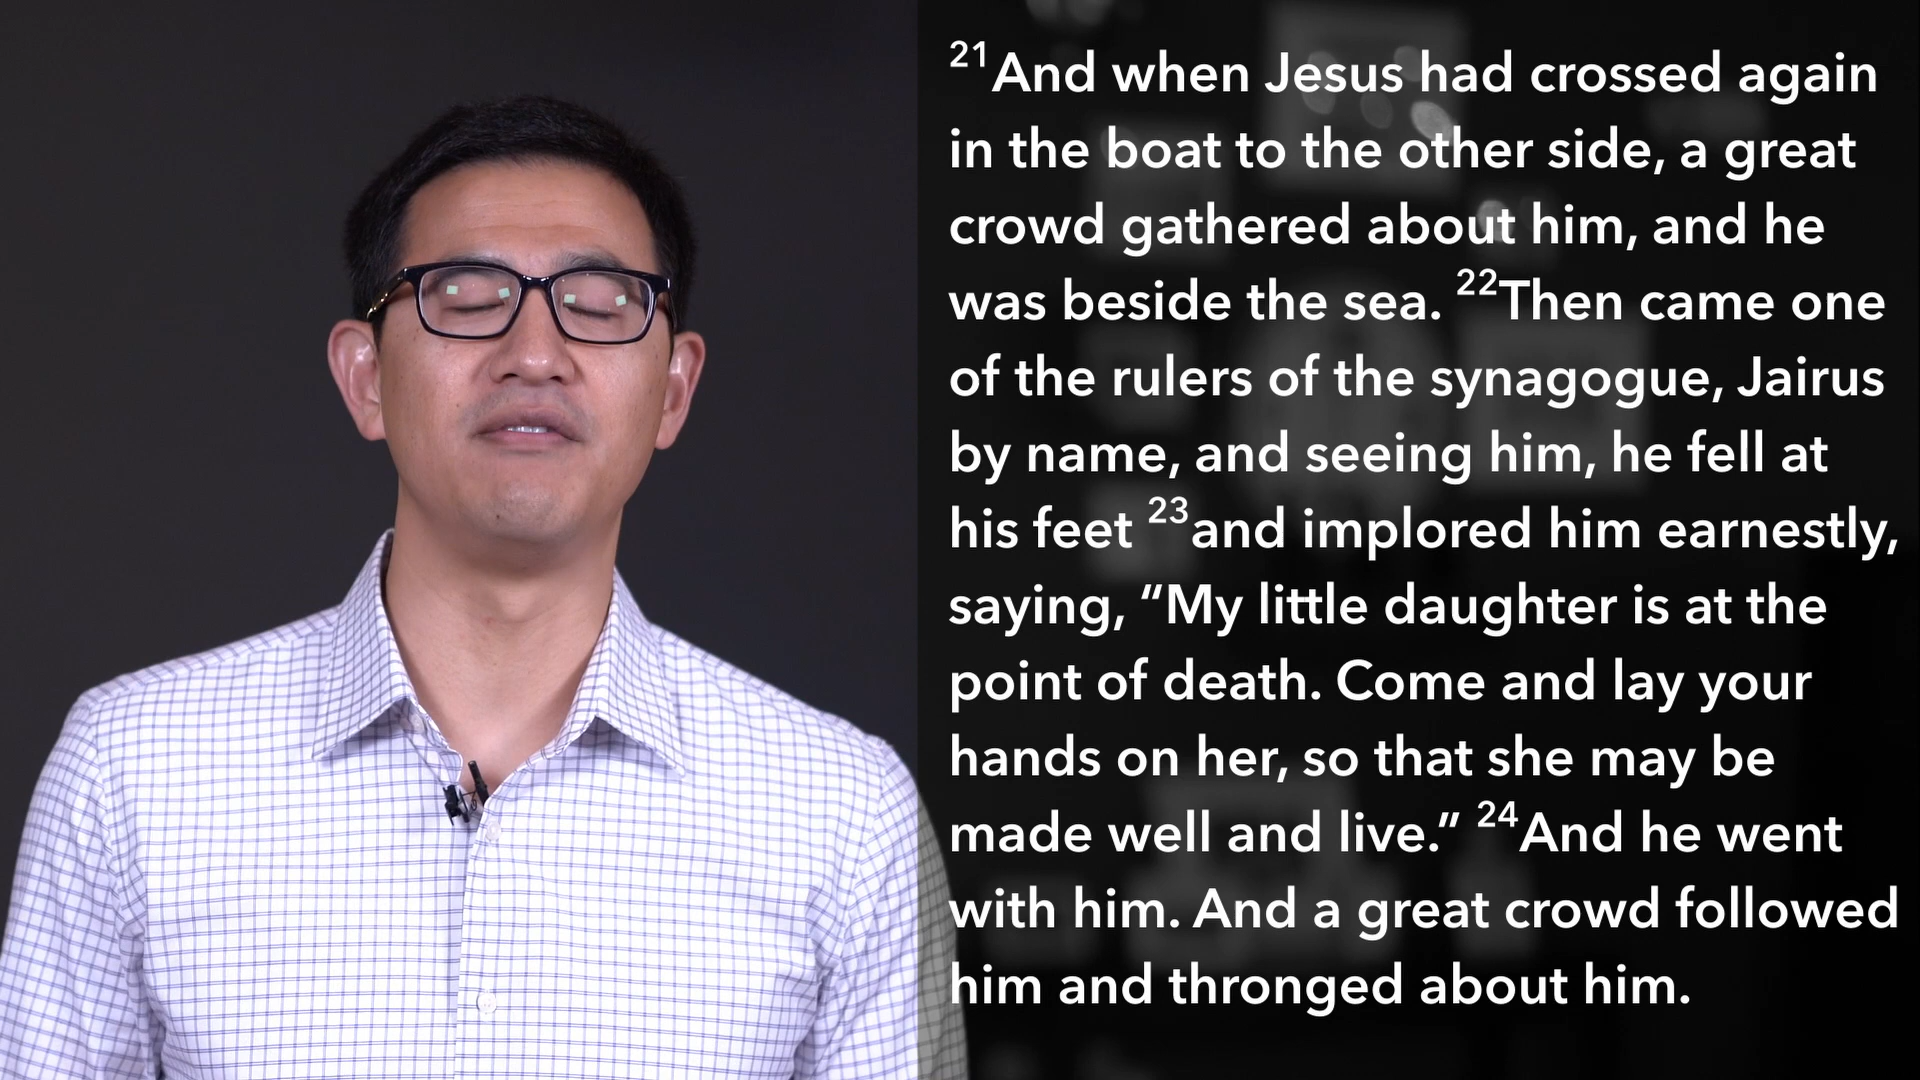 21And when Jesus had crossed again
in the boat to the other side, a great
crowd gathered about him, and he
was beside the sea. 22Then came one
of the rulers of the synagogue, Jairus
by name, and seeing him, he fell at
his feet 23and implored him earnestly,
saying, “My little daughter is at the
point of death. Come and lay your
hands on her, so that she may be
made well and live.” 24And he went
with him. And a great crowd followed
him and thronged about him.